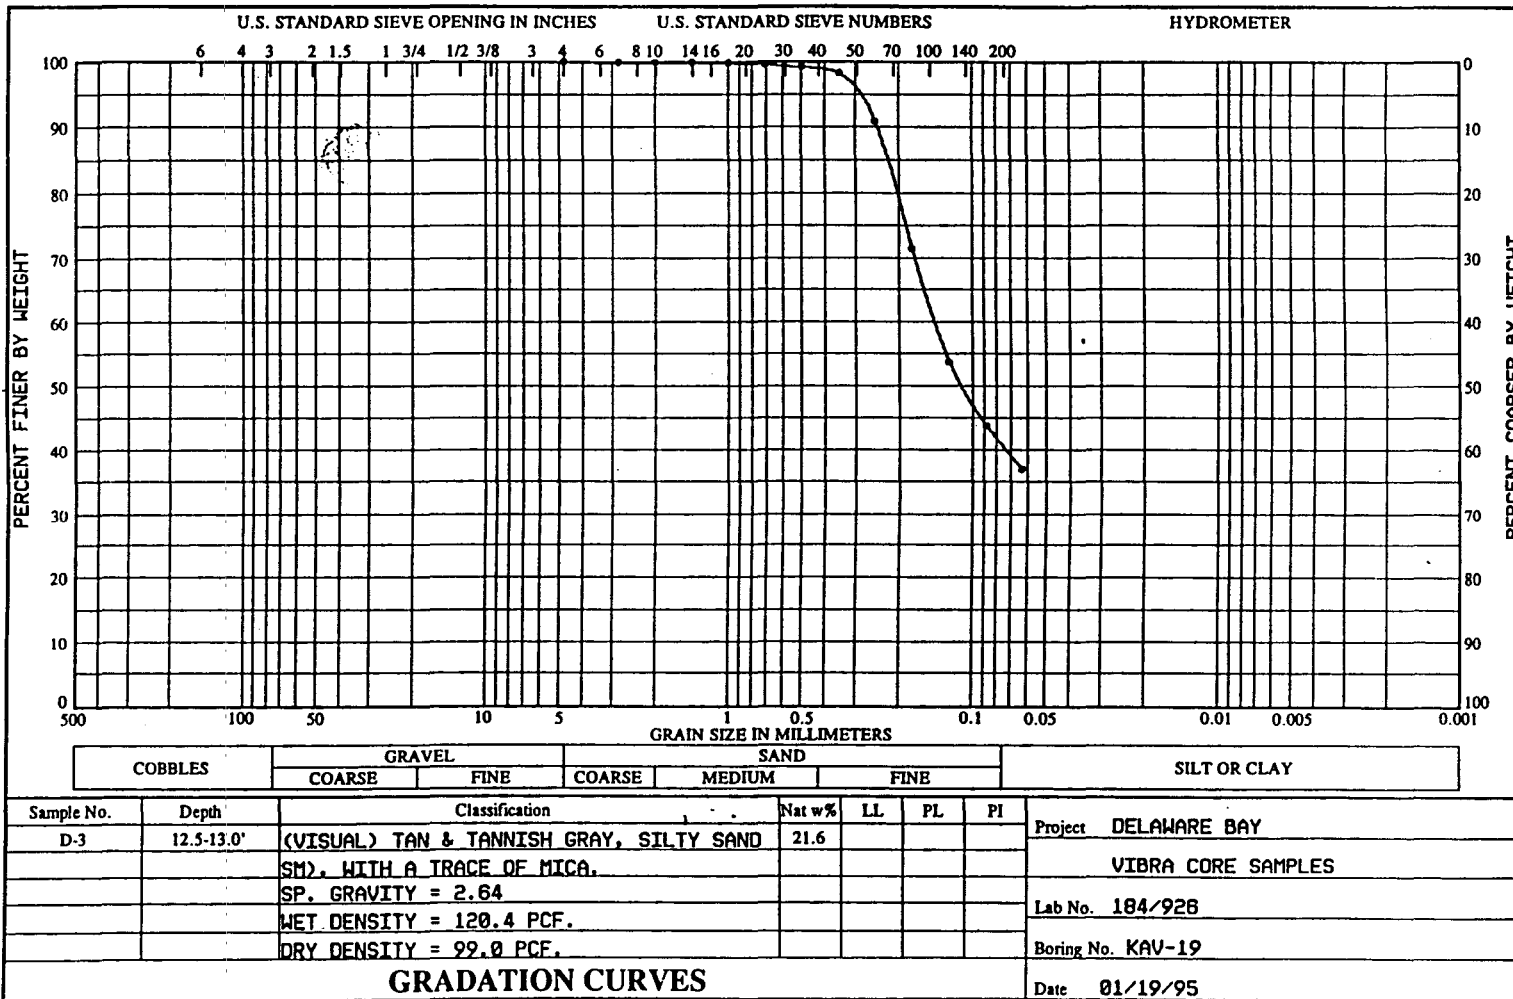 U.S. STANDARD SIEVE OPENING IN INCHES U.S. STANDARD SIEVE NUMBERS HYDROMETER
6 4 3 2 1.5 1 3/4 1/2 3/8 3 4 6 8 10 14 16 20 30 40 50 70 100 140 200
100 0
90 10
80 20
70 30
60 40
50 50
40 60
30 70
20 80
10 90
0 100
PERCENT FINER BY WEIGHT
PERCENT COARSER BY WEIGHT
500 100 50 10 5 1 0.5 0.1 0.05 0.01 0.005 0.001
GRAIN SIZE IN MILLIMETERS
COBBLES GRAVEL SAND SILT OR CLAY
COARSE FINE COARSE MEDIUM FINE
Sample No. Depth Classification Nat w% LL PL PI
D-3 12.5-13.0' (VISUAL) TAN & TANNISH GRAY, SILTY SAND 21.6
SM). WITH A TRACE OF MICA.
SP. GRAVITY = 2.64
WET DENSITY = 120.4 PCF.
DRY DENSITY = 99.0 PCF.
GRADATION CURVES
Project DELAWARE BAY
VIBRA CORE SAMPLES
Lab No. 184/926
Boring No. KAV-19
Date 01/19/95